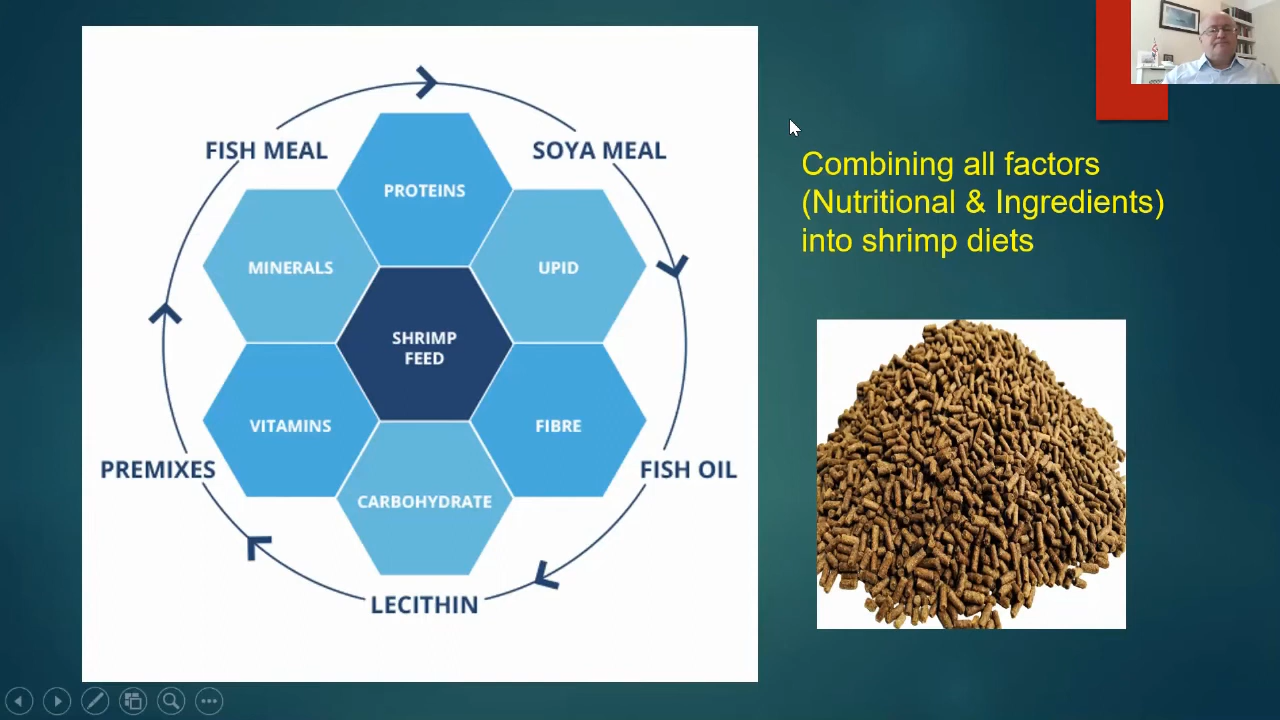 FISH MEAL
SOYA MEAL
PROTEINS
MINERALS
UPID
SHRIMP
FEED
VITAMINS
FIBRE
PREMIXES
FISH OIL
CARBOHYDRATE
LECITHIN
Combining all factors
(Nutritional & Ingredients)
into shrimp diets